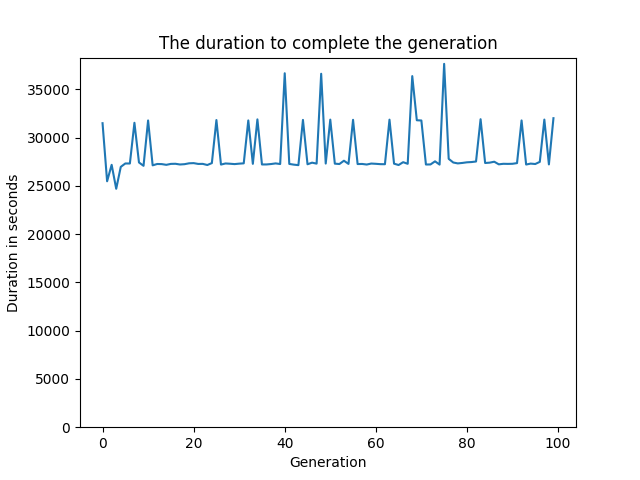 The duration to complete the generation
35000
30000
25000
20000
15000
10000
5000
0
Duration in seconds
0 20 40 60 80 100
Generation